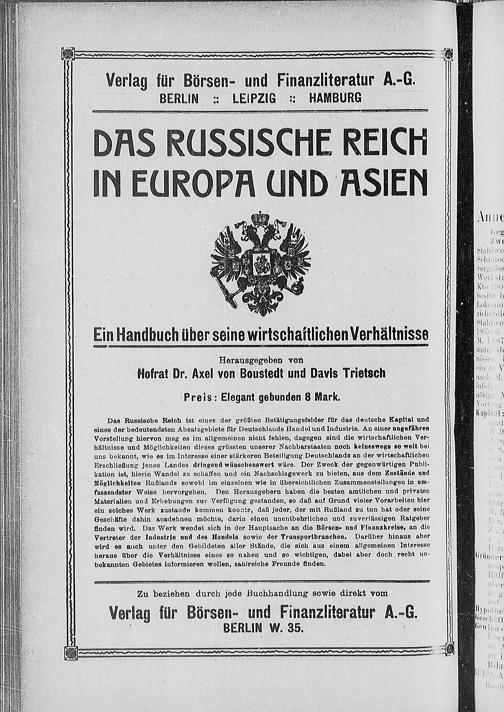 Verlag für Börsen- und Finanzliteratur A.-G.
BERLIN :: LEIPZIG :: HAMBURG
DAS RUSSISCHE REICH
IN EUROPA UND ASIEN
Ein Handbuch über seine wirtschaftlichen Verhältnisse
Herausgegeben von
Hofrat Dr. Axel von Boustedt und Davis Trietsch
Preis: Elegant gebunden 8 Mark.
Das Russische Reich ist eines der größten Betätigungsfelder für das deutsche Kapital und
eines der bedeutendsten Absatzgebiete für Deutschlands Handel und Industrie. An einer ungefähren
Vorstellung hiervon mag es im allgemeinen nicht fehlen, dagegen sind die wirtschaftlichen Ver-
hältnisse und Möglichkeiten dieses grössten unserer Nachbarstaaten noch keineswegs so weit bei
uns bekannt, wie es im Interesse einer stärkeren Beteiligung Deutschlands an der wirtschaftlichen
Erschließung jenes Landes dringend wünschenswert wäre. Der Zweck der gegenwärtigen Publi-
kation ist, hierin Wandel zu schaffen und ein Nachschlagewerk zu bieten, aus dem Zustände und
Möglichkeiten Rußlands sowohl im einzelnen wie in übersichtlichen Zusammenstellungen in um-
fassendster Weise hervorgehen. Den Herausgebern haben die besten amtlichen und privaten
Materialien und Erhebungen zur Verfügung gestanden, so daß auf Grund vieler Vorarbeiten hier
ein solches Werk zustande kommen konnte, daß jeder, der mit Rußland zu tun hat oder seine
Geschäfte dahin ausdehnen möchte, darin einen unentbehrlichen und zuverlässigen Ratgeber
finden wird. Das Werk wendet sich in der Hauptsache an die Börsen- und Finanzkreise, an die
Vertreter der Industrie und des Handels sowie der Transportbranchen. Darüber hinaus aber
wird es auch unter den Gebildeten aller Stände, die sich aus einem allgemeinen Interesse
heraus über die Verhältnisse eines so nahen und so wichtigen, dabei aber doch recht un-
bekannten Gebietes informieren wollen, zahlreiche Freunde finden.
Zu beziehen durch jede Buchhandlung sowie direkt vom
Verlag für Börsen- und Finanzliteratur A.-G.
BERLIN W. 35.